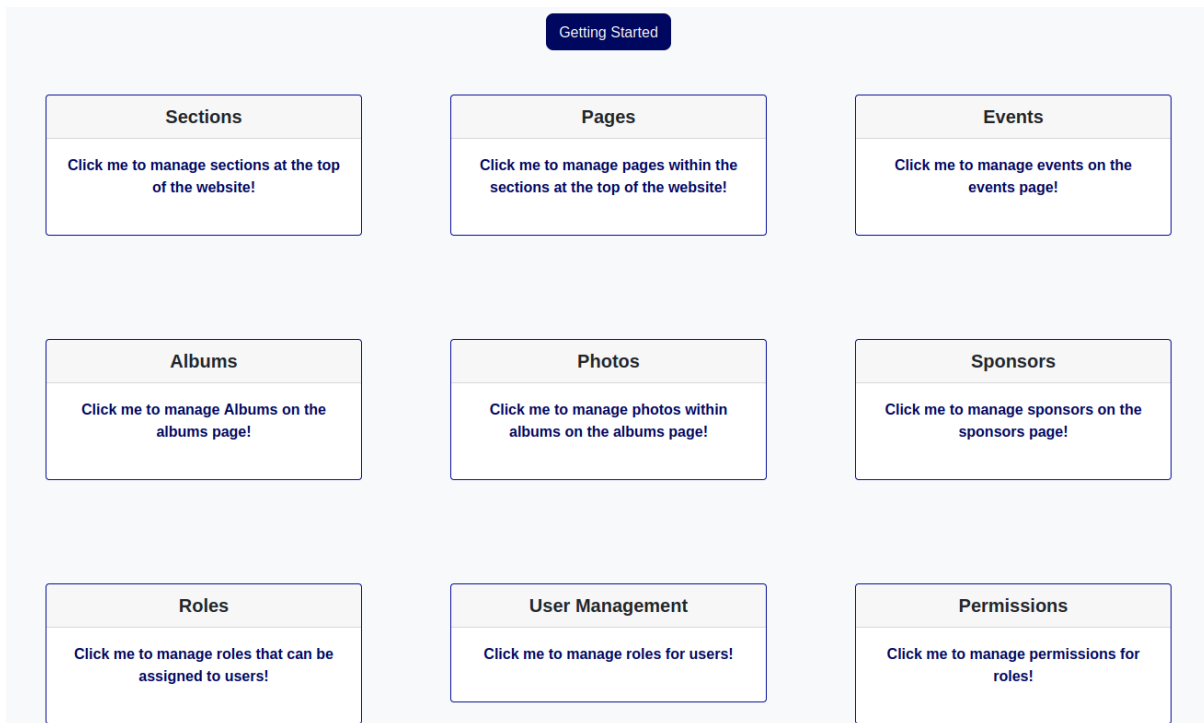 Getting Started
Sections
Click me to manage sections at the top
of the website!
Pages
Click me to manage pages within the
sections at the top of the website!
Events
Click me to manage events on the
events page!
Albums
Click me to manage Albums on the
albums page!
Photos
Click me to manage photos within
albums on the albums page!
Sponsors
Click me to manage sponsors on the
sponsors page!
Roles
Click me to manage roles that can be
assigned to users!
User Management
Click me to manage roles for users!
Permissions
Click me to manage permissions for
roles!